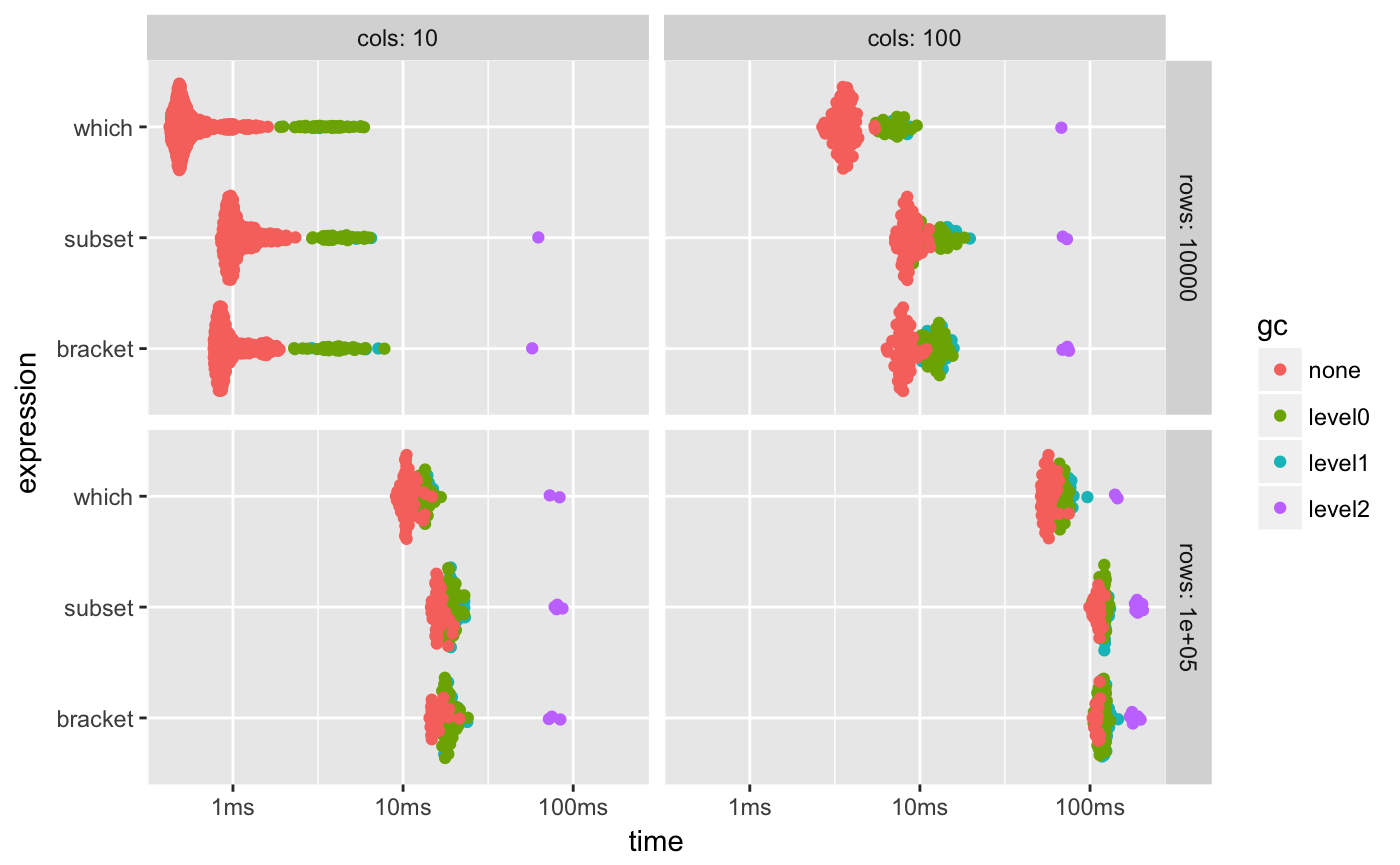 cols: 10
cols: 100
which
subset
bracket
rows: 10000
which
subset
bracket
rows: 1e+05
expression
1ms
10ms
100ms
1ms
10ms
100ms
time
gc
none
level0
level1
level2